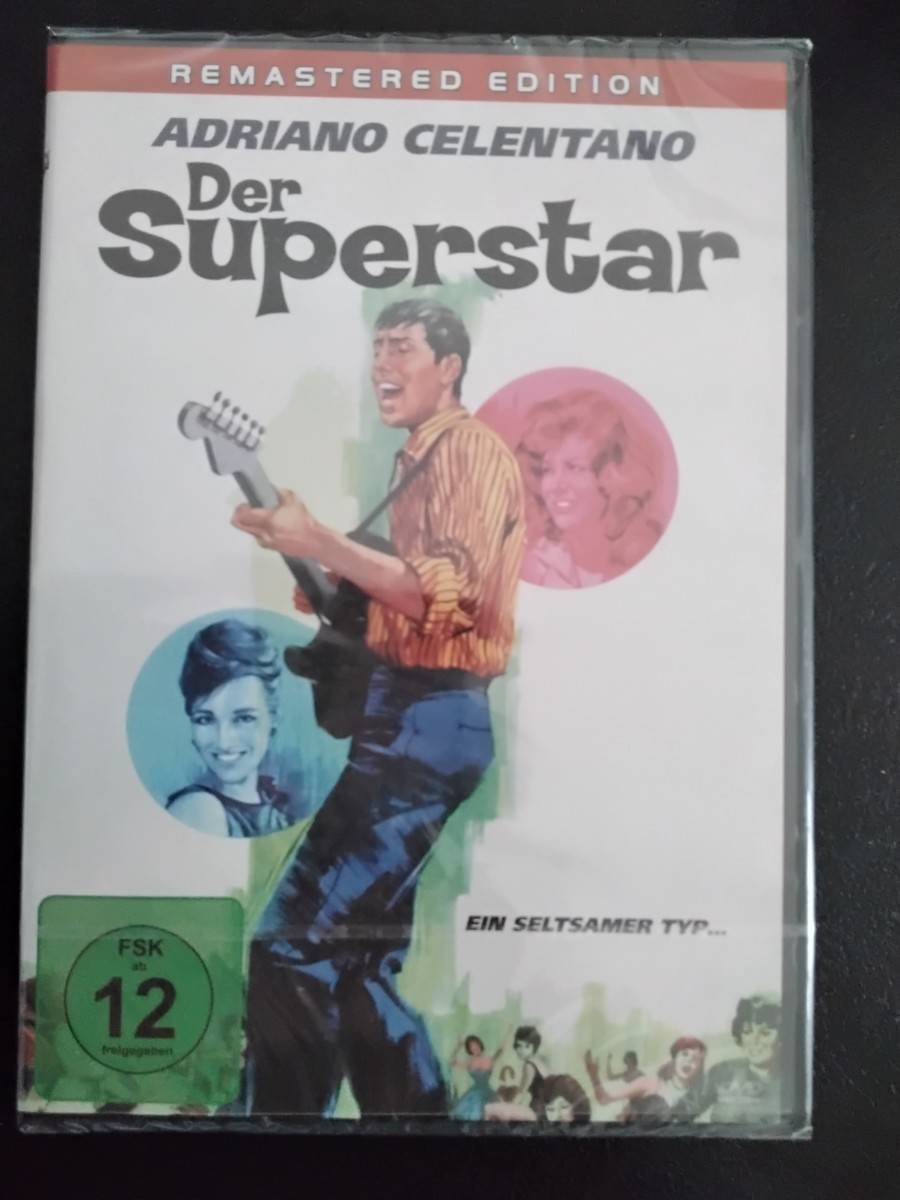 REMASTERED EDITION
ADRIANO CELENTANO
Der
Superstar
EIN SELTSAMER TYP...
FSK
ab
12
freigegeben